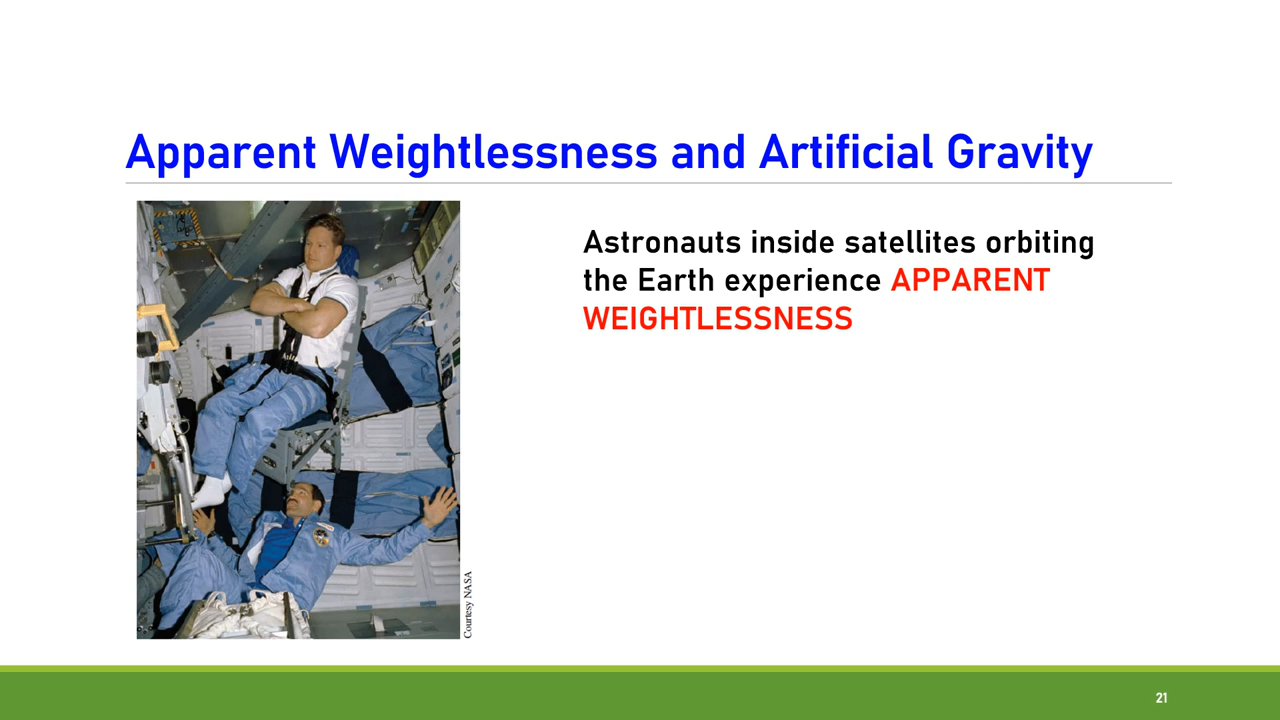 Apparent Weightlessness and Artificial Gravity
Astronauts inside satellites orbiting
the Earth experience APPARENT
WEIGHTLESSNESS
Courtesy NASA
21